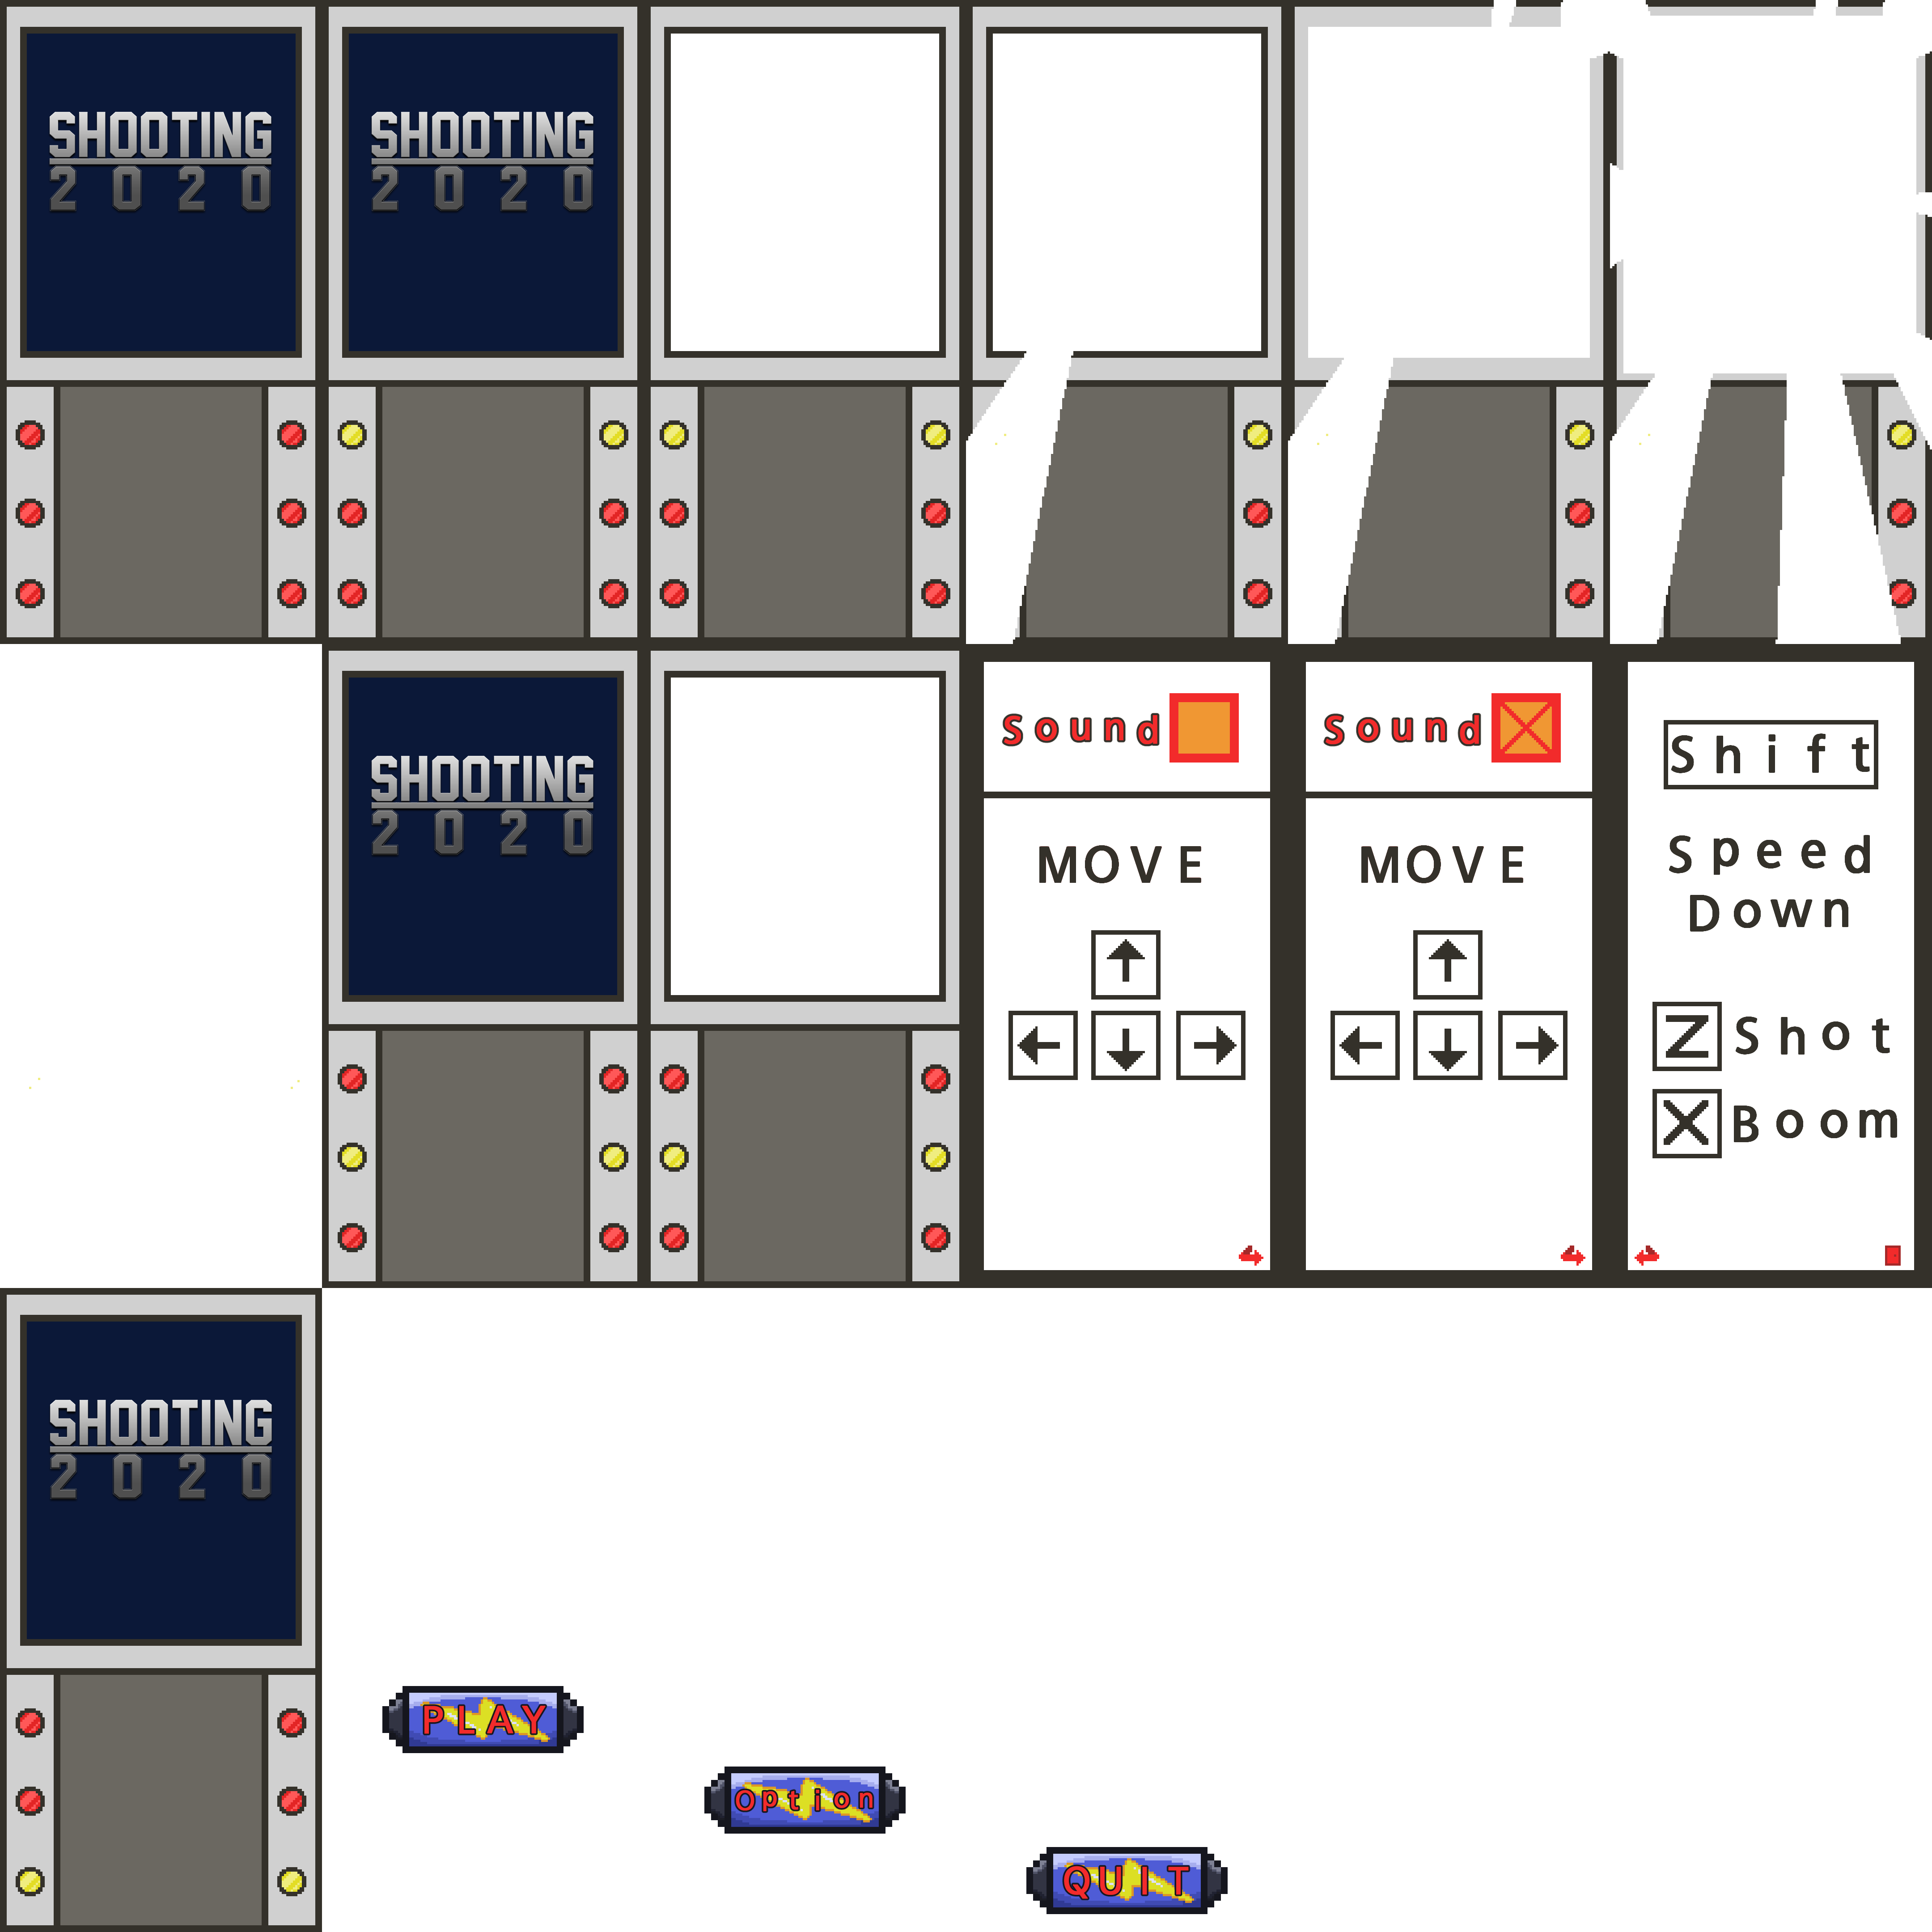 SHOOTING
2020
SHOOTING
2020
SHOOTING
2020
Sound
MOVE
Sound
MOVE
Shift
Speed
Down
Z Shot
X Boom
SHOOTING
2020
PLAY
Option
QUIT